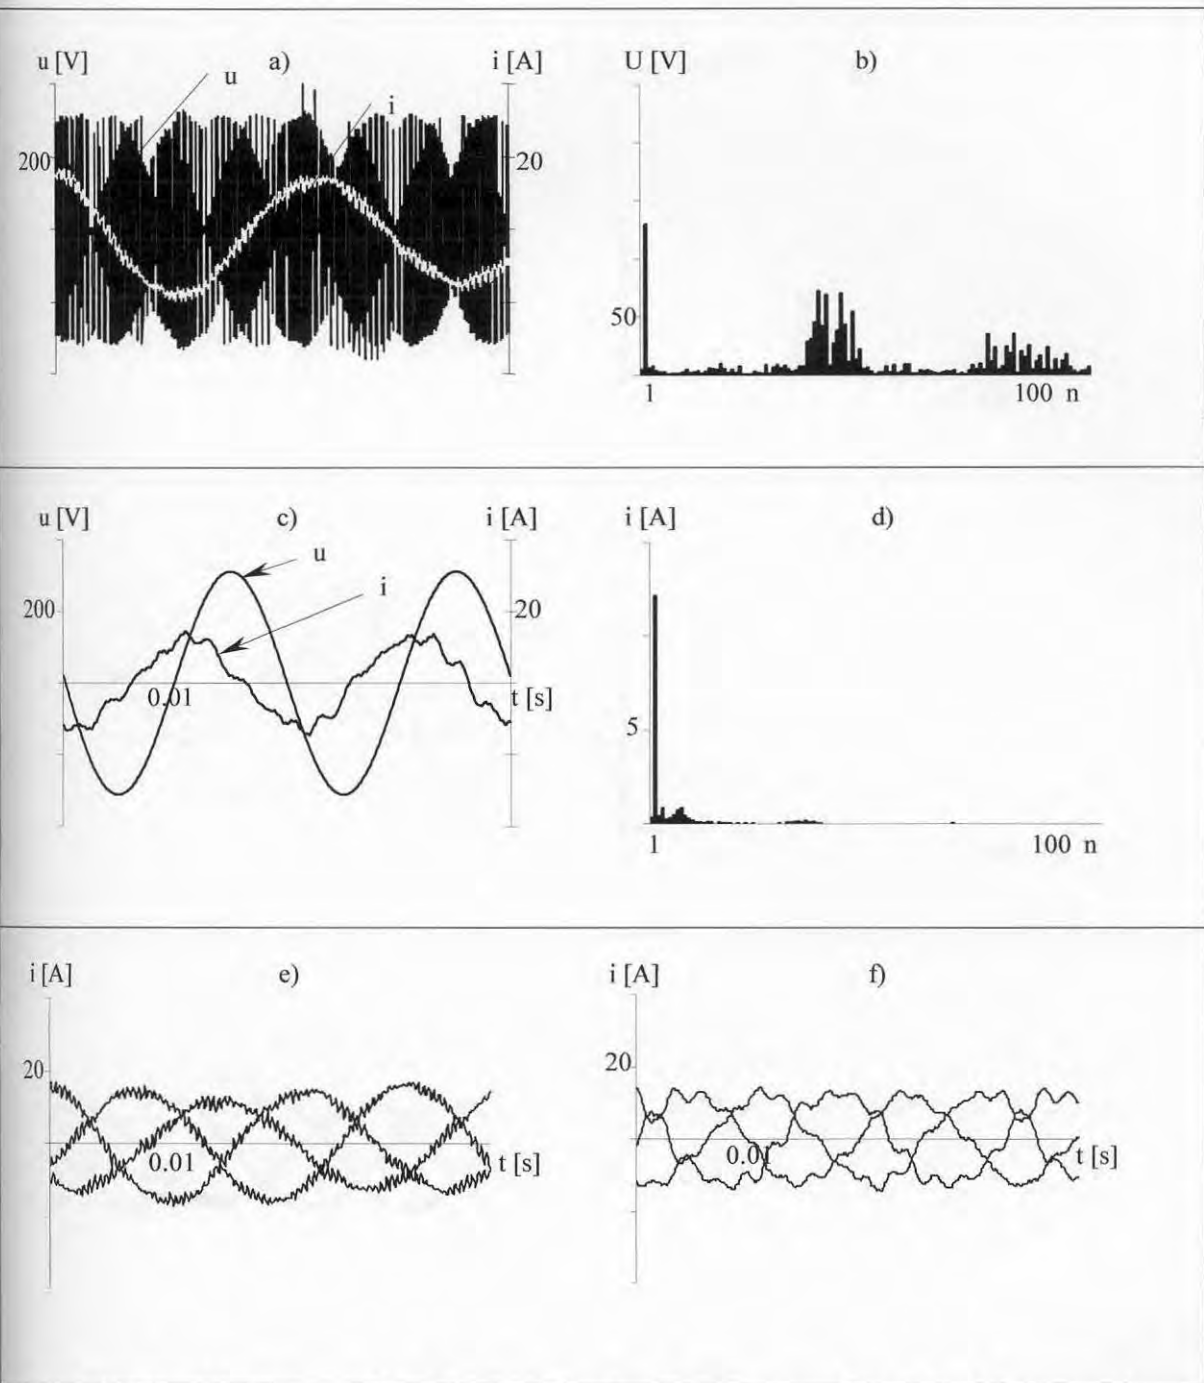 u [V] a) i [A]
u
i
200
20
U [V] b)
50
1 100 n
u [V] c) i [A]
u
i
200
20
0.01
t [s]
i [A] d)
5
1 100 n
i [A] e)
20
0.01
t [s]
i [A] f)
20
0.01
t [s]